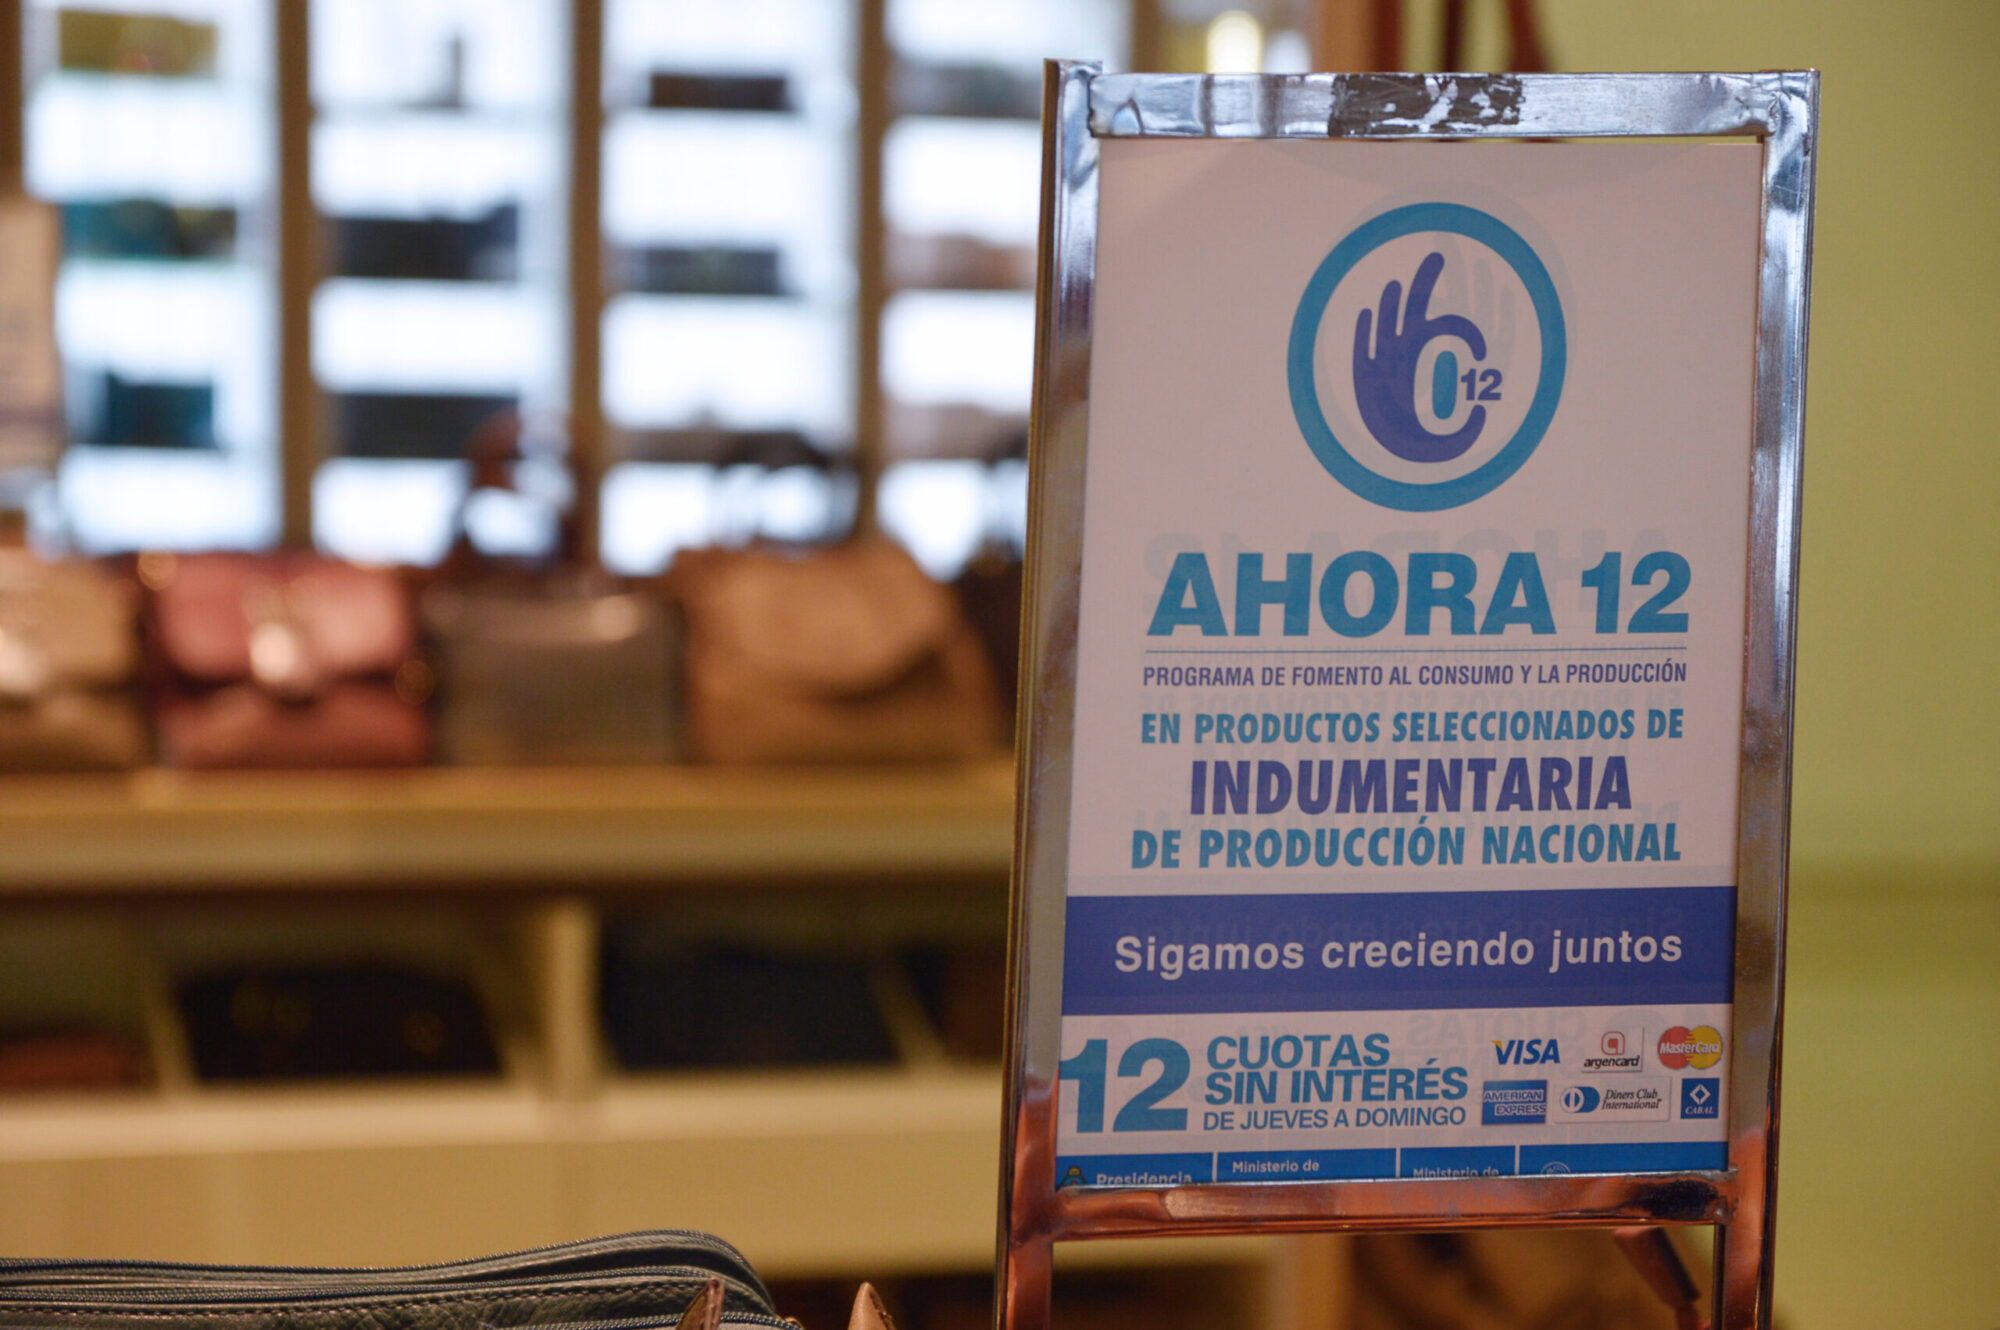 012
AHORA 12
PROGRAMA DE FOMENTO AL CONSUMO Y LA PRODUCCIÓN
EN PRODUCTOS SELECCIONADOS DE
INDUMENTARIA
DE PRODUCCIÓN NACIONAL
Sigamos creciendo juntos
12 CUOTAS
SIN INTERÉS
DE JUEVES A DOMINGO
VISA
argencard
MasterCard
AMERICAN
EXPRESS
Diners Club
International
CABAL
Presidencia
Ministerio de
Ministerio de